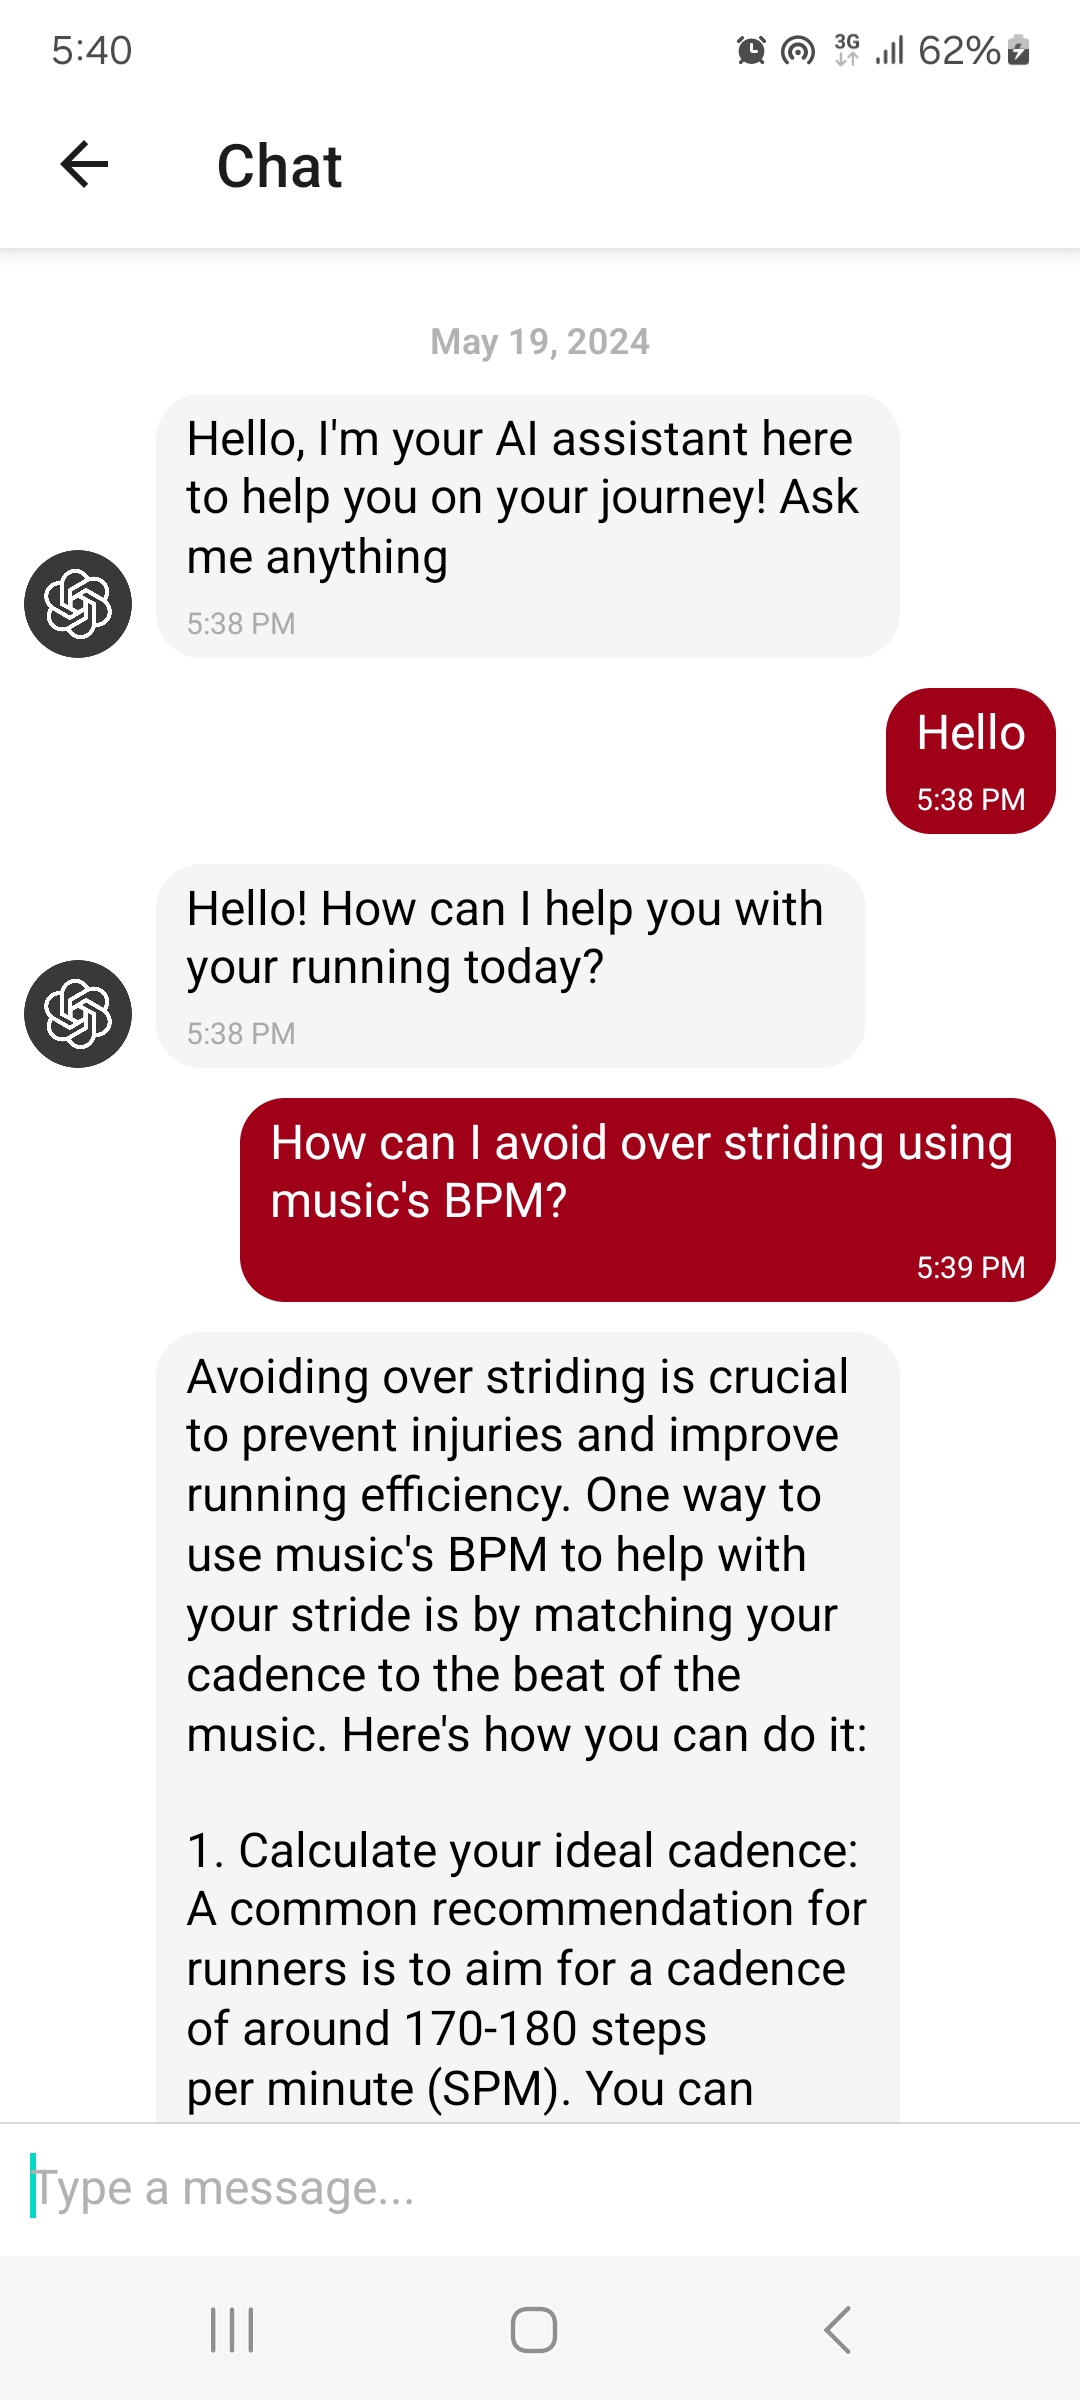 5:40
3G
62%
Chat
May 19, 2024
Hello, I'm your AI assistant here
to help you on your journey! Ask
me anything
5:38 PM
Hello
5:38 PM
Hello! How can I help you with
your running today?
5:38 PM
How can I avoid over striding using
music's BPM?
5:39 PM
Avoiding over striding is crucial
to prevent injuries and improve
running efficiency. One way to
use music's BPM to help with
your stride is by matching your
cadence to the beat of the
music. Here's how you can do it:
1. Calculate your ideal cadence:
A common recommendation for
runners is to aim for a cadence
of around 170-180 steps
per minute (SPM). You can
Type a message...